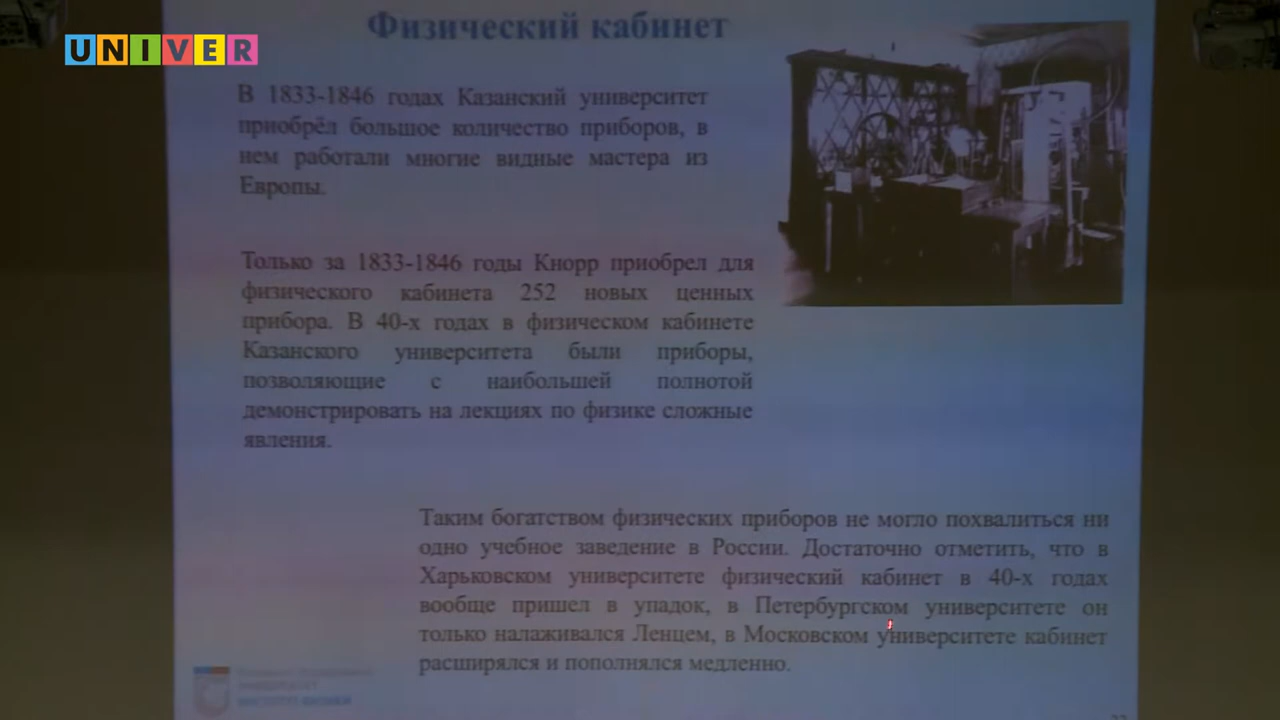 UNIVER
Физический кабинет
В 1833-1846 годах Казанский университет
приобрёл большое количество приборов, в
нем работали многие видные мастера из
Европы.
Только за 1833-1846 годы Кнорр приобрел для
физического кабинета 252 новых ценных
прибора. В 40-х годах в физическом кабинете
Казанского университета были приборы,
позволяющие с наибольшей полнотой
демонстрировать на лекциях по физике сложные
явления.
Таким богатством физических приборов не могло похвалиться ни
одно учебное заведение в России. Достаточно отметить, что в
Харьковском университете физический кабинет в 40-х годах
вообще пришел в упадок, в Петербургском университете он
только налаживался Ленцем, в Московском университете кабинет
расширялся и пополнялся медленно.
ИНСТИТУТ ФИЗИКИ